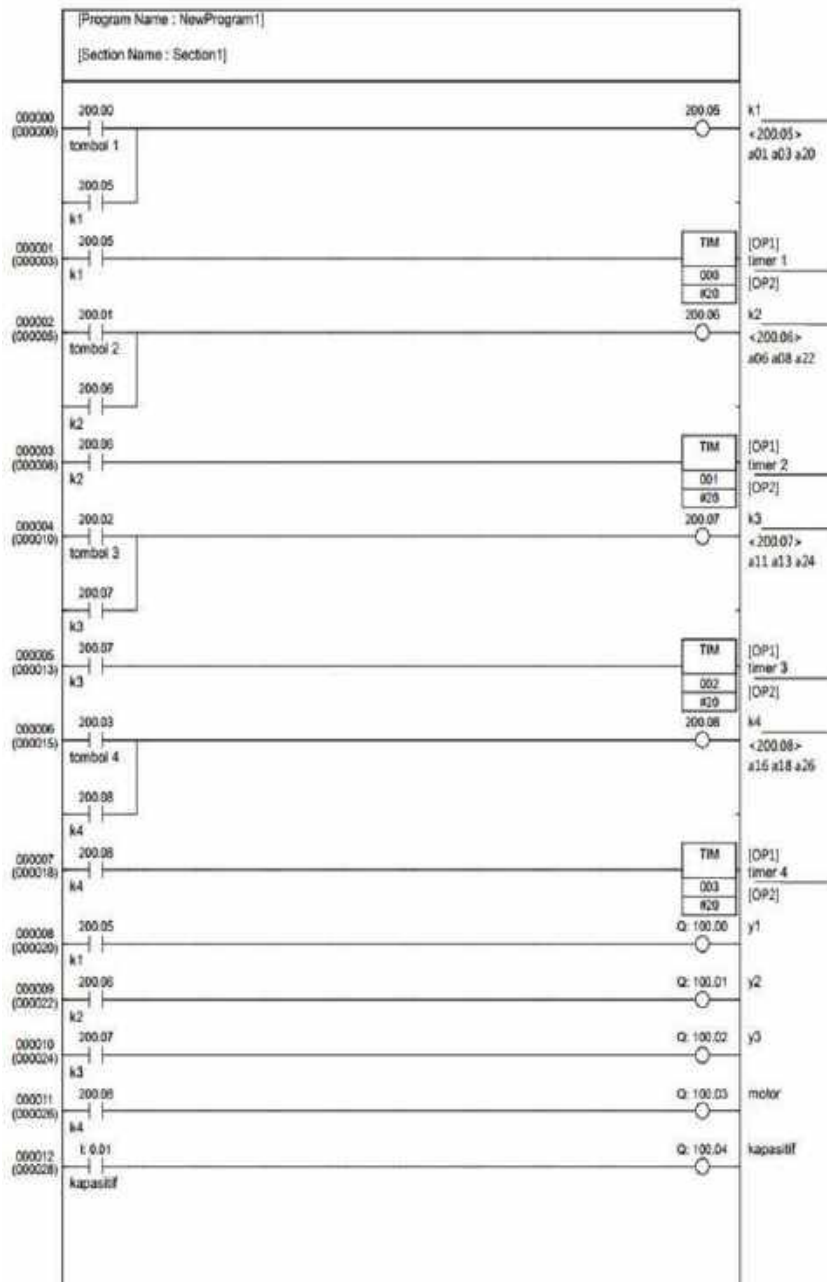 [Program Name : NewProgram1]
[Section Name : Section1]
000000
(000000)
200.00
tombol 1
200.05
k1
<200.05>
a01 a03 a20
200.05
k1
000001
(000003)
200.05
k1
TIM
000
#20
[OP1]
timer 1
[OP2]
000002
(000005)
200.01
tombol 2
200.06
k2
<200.06>
a06 a08 a22
200.06
k2
000003
(000008)
200.06
k2
TIM
001
#20
[OP1]
timer 2
[OP2]
000004
(000010)
200.02
tombol 3
200.07
k3
<200.07>
a11 a13 a24
200.07
k3
000005
(000013)
200.07
k3
TIM
002
#20
[OP1]
timer 3
[OP2]
000006
(000015)
200.03
tombol 4
200.08
k4
<200.08>
a16 a18 a26
200.08
k4
000007
(000018)
200.08
k4
TIM
003
#20
[OP1]
timer 4
[OP2]
000008
(000020)
200.05
k1
Q: 100.00
y1
000009
(000022)
200.06
k2
Q: 100.01
y2
000010
(000024)
200.07
k3
Q: 100.02
y3
000011
(000026)
200.08
k4
Q: 100.03
motor
000012
(000028)
I: 0.01
kapasitif
Q: 100.04
kapasitif